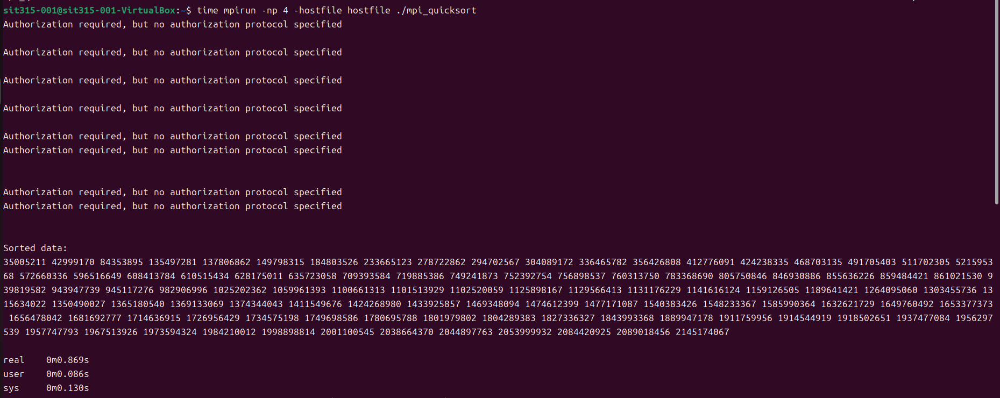 sit315-001@sit315-001-VirtualBox:~$ time mpirun -np 4 -hostfile hostfile ./mpi_quicksort
Authorization required, but no authorization protocol specified
Authorization required, but no authorization protocol specified
Authorization required, but no authorization protocol specified
Authorization required, but no authorization protocol specified
Authorization required, but no authorization protocol specified
Authorization required, but no authorization protocol specified
Authorization required, but no authorization protocol specified
Authorization required, but no authorization protocol specified
Sorted data:
35005211 42999170 84353895 135497281 137806862 149798315 184803526 233665123 278722862 294702567 304089172 336465782 356426808 412776091 424238335 468703135 491705403 511702305 5215953
68 572660336 596516649 608413784 610515434 628175011 635723058 709393584 719885386 749241873 752392754 756898537 760313750 783368690 805750846 846930886 855636226 859484421 861021530 9
39819582 943947739 945117276 982906996 1025202362 1059961393 1100661313 1101513929 1102520059 1125898167 1129566413 1131176229 1141616124 1159126505 1189641421 1264095060 1303455736 13
15634022 1350490027 1365180540 1369133069 1374344043 1411549676 1424268980 1433925857 1469348094 1474612399 1477171087 1540383426 1548233367 1585990364 1632621729 1649760492 1653377373
1656478042 1681692777 1714636915 1726956429 1734575198 1749698586 1780695788 1801979802 1804289383 1827336327 1843993368 1889947178 1911759956 1914544919 1918502651 1937477084 1956297
539 1957747793 1967513926 1973594324 1984210012 1998898814 2001100545 2038664370 2044897763 2053999932 2084420925 2089018456 2145174067
real 0m0.869s
user 0m0.086s
sys 0m0.130s